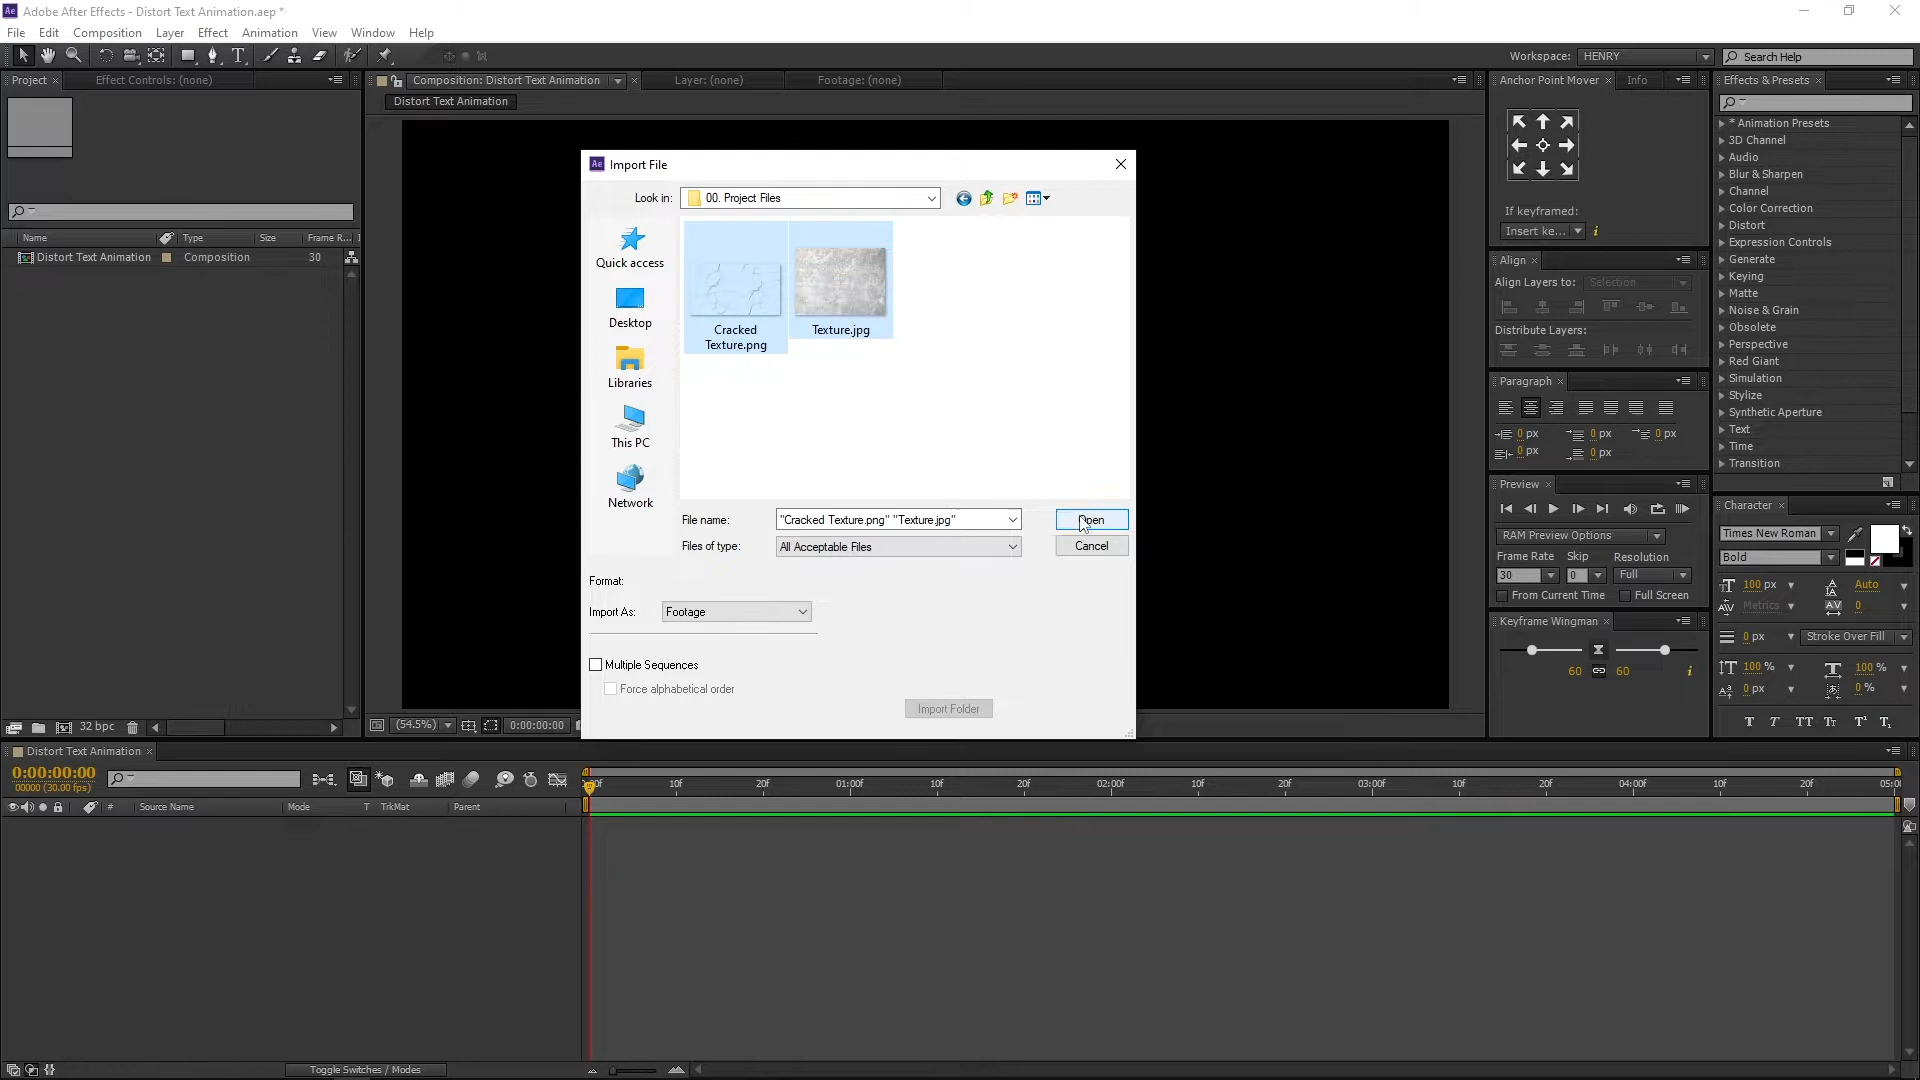 Adobe After Effects - Distort Text Animation.aep *
File Edit Composition Layer Effect Animation View Window Help
Workspace: HENRY Search Help
Project Effect Controls: (none) Composition: Distort Text Animation Layer: (none) Footage: (none) Anchor Point Mover Info Effects & Presets
Distort Text Animation
Name Type Size Frame R...
Distort Text Animation Composition 30
32 bpc
Import File
Look in: 00. Project Files
Quick access
Desktop
Libraries
This PC
Network
Cracked
Texture.png
Texture.jpg
File name: "Cracked Texture.png" "Texture.jpg" Open
Files of type: All Acceptable Files Cancel
Format:
Import As: Footage
Multiple Sequences
Force alphabetical order
Import Folder
(54.5%) 0:00:00:00
If keyframed:
Insert ke...
Align
Align Layers to: Selection
Distribute Layers:
Paragraph
0 px 0 px 0 px
0 px 0 px
Preview
RAM Preview Options
Frame Rate Skip Resolution
30 0 Full
From Current Time Full Screen
Keyframe Wingman
60 60
* Animation Presets
3D Channel
Audio
Blur & Sharpen
Channel
Color Correction
Distort
Expression Controls
Generate
Keying
Matte
Noise & Grain
Obsolete
Perspective
Red Giant
Simulation
Stylize
Synthetic Aperture
Text
Time
Transition
Character
Times New Roman
Bold
100 px Auto
Metrics 0
0 px Stroke Over Fill
100 % 100 %
0 px 0 %
Distort Text Animation
0:00:00:00
00000 (30.00 fps)
# Source Name Mode T TrkMat Parent
10f 20f 01:00f 10f 20f 02:00f 10f 20f 03:00f 10f 20f 04:00f 10f 20f
Toggle Switches / Modes